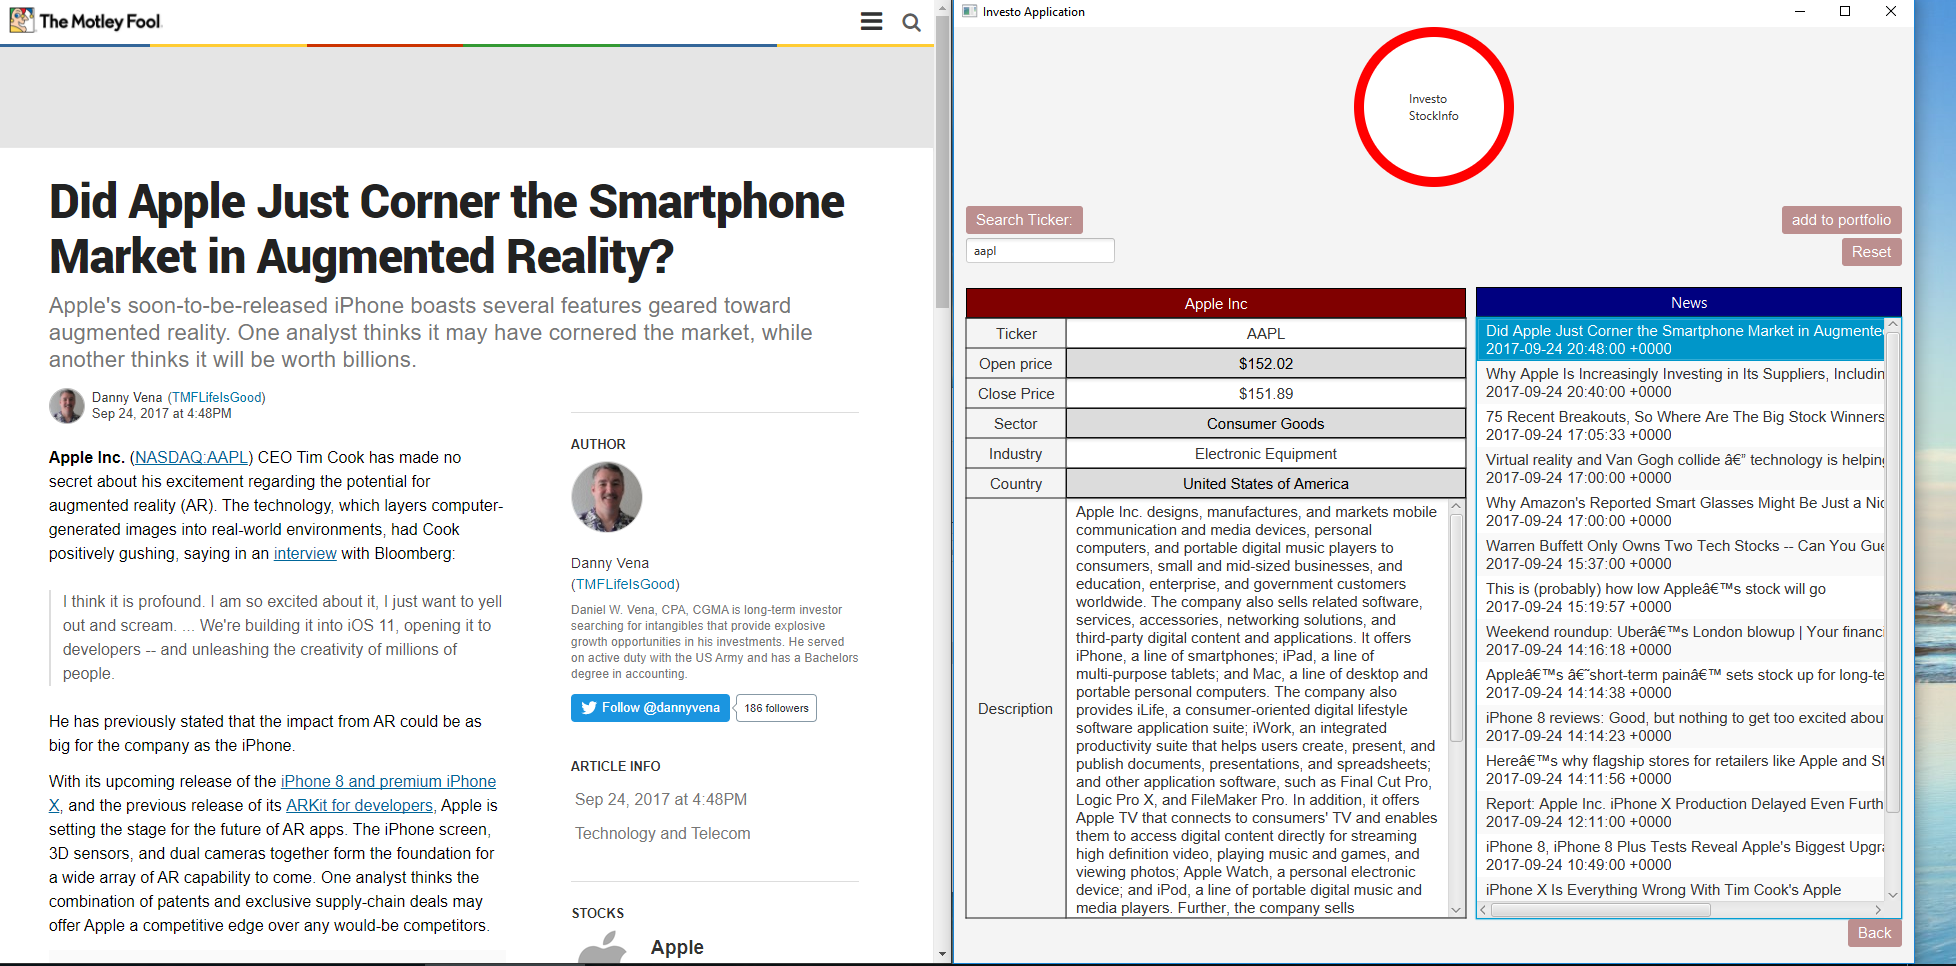 The Motley Fool.
Did Apple Just Corner the Smartphone
Market in Augmented Reality?
Apple's soon-to-be-released iPhone boasts several features geared toward
augmented reality. One analyst thinks it may have cornered the market, while
another thinks it will be worth billions.
Danny Vena (TMFLifeIsGood)
Sep 24, 2017 at 4:48PM
Apple Inc. (NASDAQ:AAPL) CEO Tim Cook has made no
secret about his excitement regarding the potential for
augmented reality (AR). The technology, which layers computer-
generated images into real-world environments, had Cook
positively gushing, saying in an interview with Bloomberg:
I think it is profound. I am so excited about it, I just want to yell
out and scream. ... We're building it into iOS 11, opening it to
developers -- and unleashing the creativity of millions of
people.
He has previously stated that the impact from AR could be as
big for the company as the iPhone.
With its upcoming release of the iPhone 8 and premium iPhone
X, and the previous release of its ARKit for developers, Apple is
setting the stage for the future of AR apps. The iPhone screen,
3D sensors, and dual cameras together form the foundation for
a wide array of AR capability to come. One analyst thinks the
combination of patents and exclusive supply-chain deals may
offer Apple a competitive edge over any would-be competitors.
AUTHOR
Danny Vena
(TMFLifeIsGood)
Daniel W. Vena, CPA, CGMA is long-term investor
searching for intangibles that provide explosive
growth opportunities in his investments. He served
on active duty with the US Army and has a Bachelors
degree in accounting.
Follow @dannyvena
186 followers
ARTICLE INFO
Sep 24, 2017 at 4:48PM
Technology and Telecom
STOCKS
Apple
Investo Application
Investo
StockInfo
Search Ticker:
add to portfolio
aapl
Reset
Apple Inc
Ticker AAPL
Open price $152.02
Close Price $151.89
Sector Consumer Goods
Industry Electronic Equipment
Country United States of America
Description
Apple Inc. designs, manufactures, and markets mobile
communication and media devices, personal
computers, and portable digital music players to
consumers, small and mid-sized businesses, and
education, enterprise, and government customers
worldwide. The company also sells related software,
services, accessories, networking solutions, and
third-party digital content and applications. It offers
iPhone, a line of smartphones; iPad, a line of
multi-purpose tablets; and Mac, a line of desktop and
portable personal computers. The company also
provides iLife, a consumer-oriented digital lifestyle
software application suite; iWork, an integrated
productivity suite that helps users create, present, and
publish documents, presentations, and spreadsheets;
and other application software, such as Final Cut Pro,
Logic Pro X, and FileMaker Pro. In addition, it offers
Apple TV that connects to consumers' TV and enables
them to access digital content directly for streaming
high definition video, playing music and games, and
viewing photos; Apple Watch, a personal electronic
device; and iPod, a line of portable digital music and
media players. Further, the company sells
News
Did Apple Just Corner the Smartphone Market in Augmente
2017-09-24 20:48:00 +0000
Why Apple Is Increasingly Investing in Its Suppliers, Includin
2017-09-24 20:40:00 +0000
75 Recent Breakouts, So Where Are The Big Stock Winners
2017-09-24 17:05:33 +0000
Virtual reality and Van Gogh collide â€” technology is helping
2017-09-24 17:00:00 +0000
Why Amazon's Reported Smart Glasses Might Be Just a Nic
2017-09-24 17:00:00 +0000
Warren Buffett Only Owns Two Tech Stocks -- Can You Gue
2017-09-24 15:37:00 +0000
This is (probably) how low Appleâ€™s stock will go
2017-09-24 15:19:57 +0000
Weekend roundup: Uberâ€™s London blowup | Your financi
2017-09-24 14:16:18 +0000
Appleâ€™s â€˜short-term painâ€™ sets stock up for long-te
2017-09-24 14:14:38 +0000
iPhone 8 reviews: Good, but nothing to get too excited abou
2017-09-24 14:14:23 +0000
Hereâ€™s why flagship stores for retailers like Apple and St
2017-09-24 14:11:56 +0000
Report: Apple Inc. iPhone X Production Delayed Even Furth
2017-09-24 12:11:00 +0000
iPhone 8, iPhone 8 Plus Tests Reveal Apple's Biggest Upgra
2017-09-24 10:49:00 +0000
iPhone X Is Everything Wrong With Tim Cook's Apple
Back